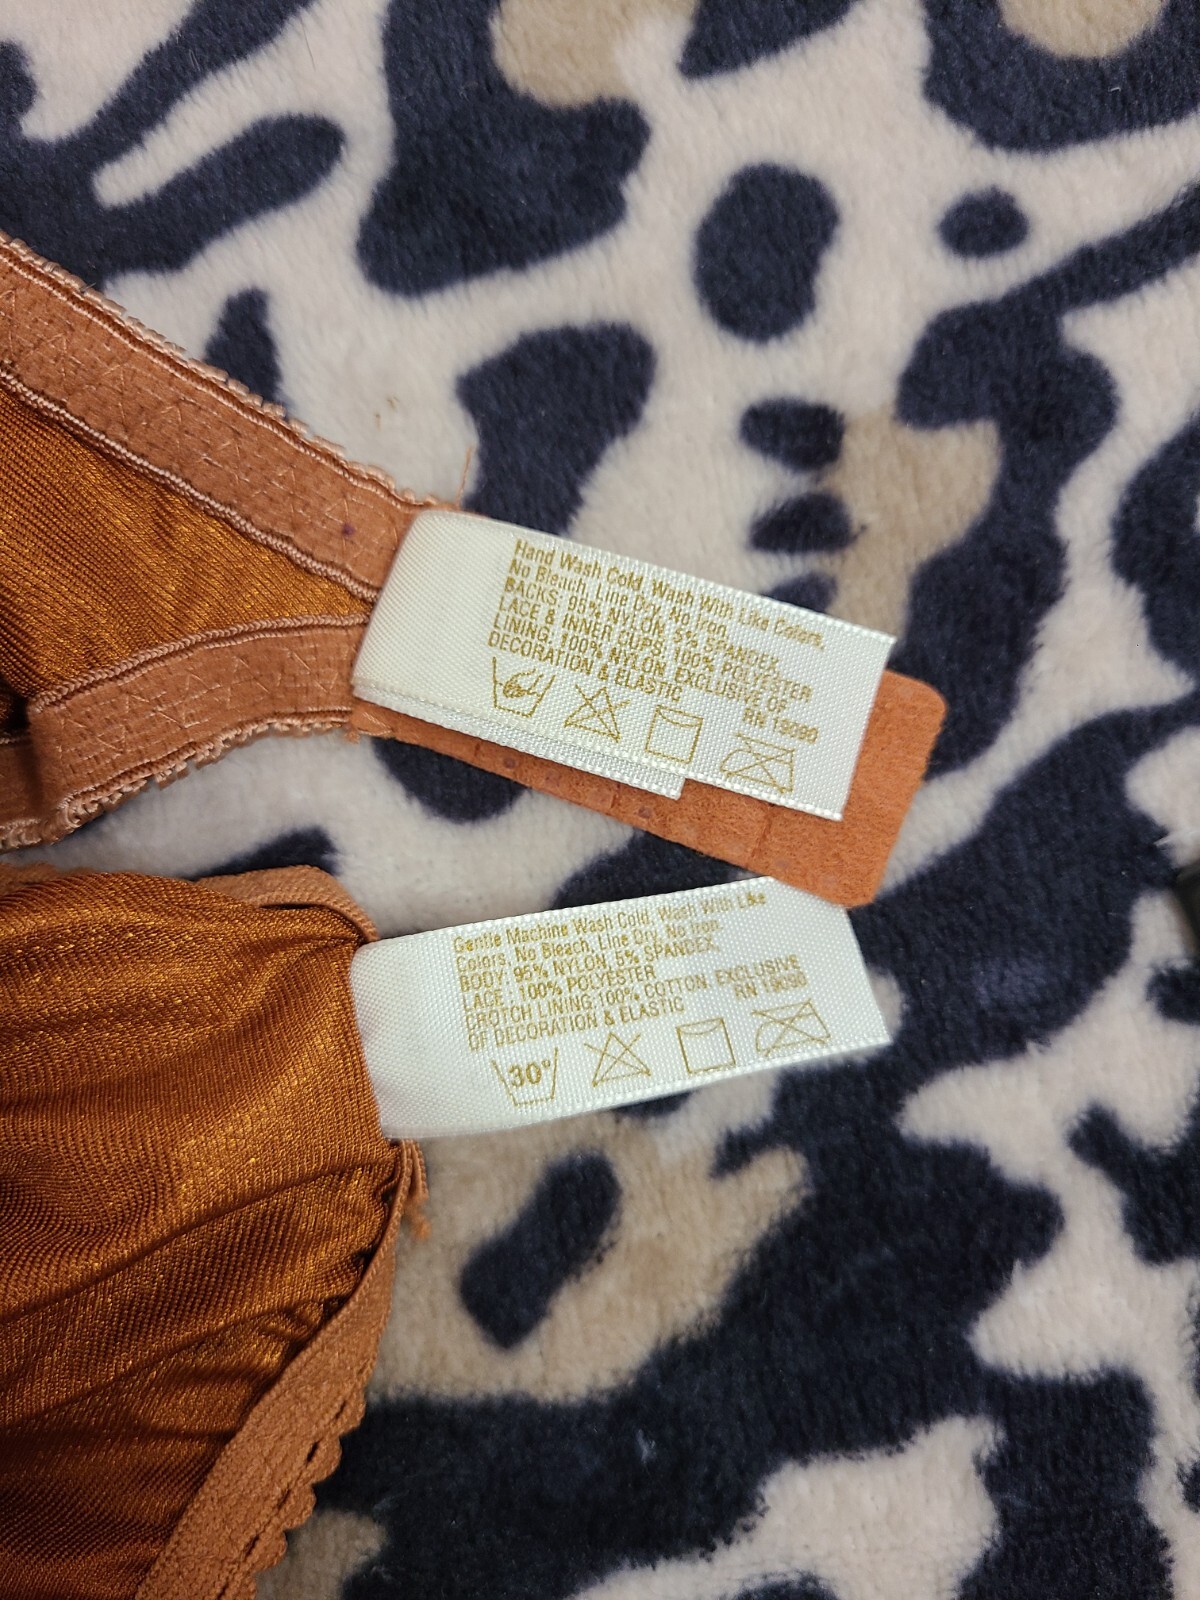 Hand Wash Cold, Wash With Like Colors,
No Bleach, Line Dry, No Iron.
BACKS: 95% NYLON, 5% SPANDEX
LACE & INNER CUPS: 100% POLYESTER
LINING: 100% NYLON, EXCLUSIVE OF
DECORATION & ELASTIC
RN 19090
Gentle Machine Wash Cold, Wash With Like
Colors, No Bleach, Line Dry, No Iron.
BODY: 95% NYLON, 5% SPANDEX,
LACE : 100% POLYESTER
CROTCH LINING:100% COTTON. EXCLUSIVE
OF DECORATION & ELASTIC
RN 19090
30°